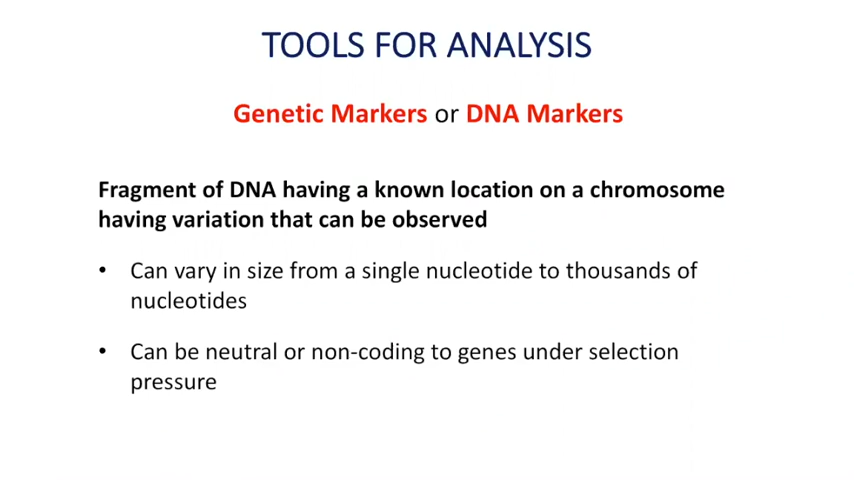 TOOLS FOR ANALYSIS
Genetic Markers or DNA Markers
Fragment of DNA having a known location on a chromosome
having variation that can be observed
• Can vary in size from a single nucleotide to thousands of
nucleotides
• Can be neutral or non-coding to genes under selection
pressure